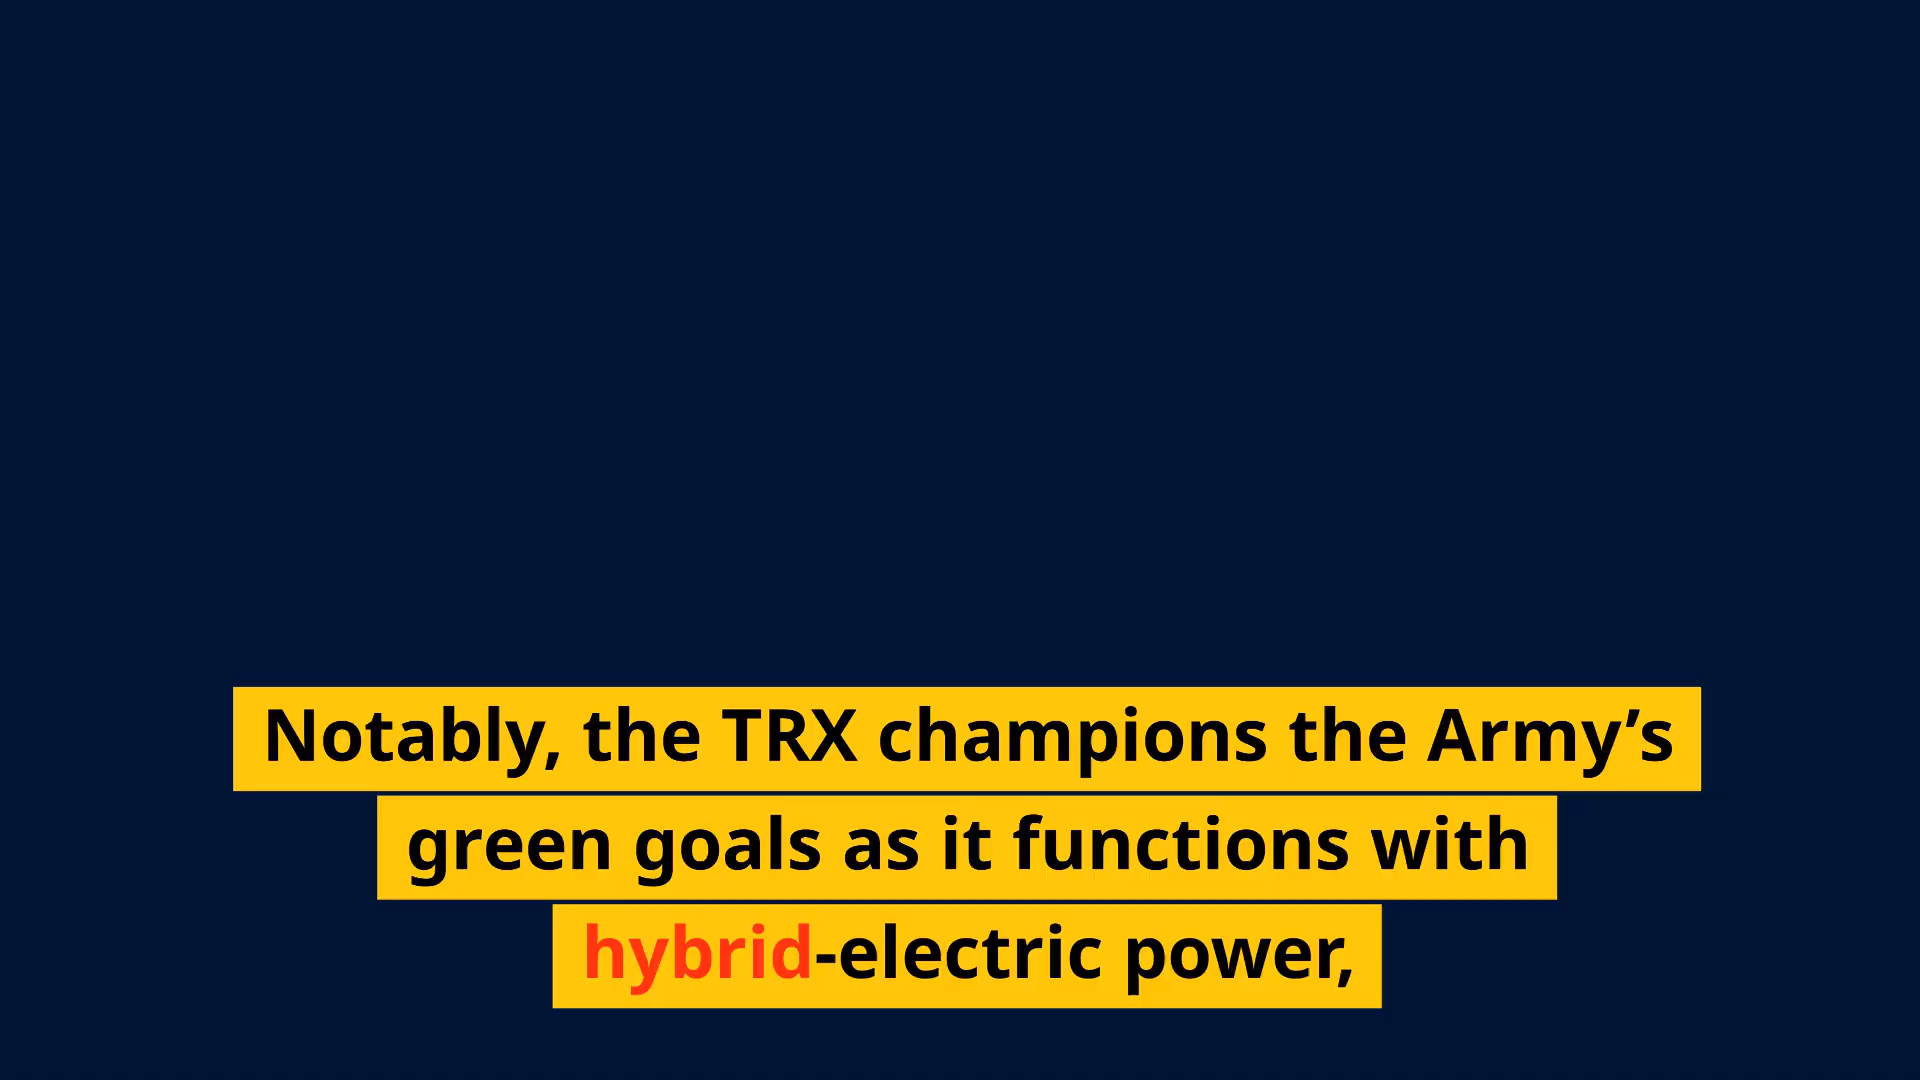 Notably, the TRX champions the Army’s
green goals as it functions with
hybrid-electric power,